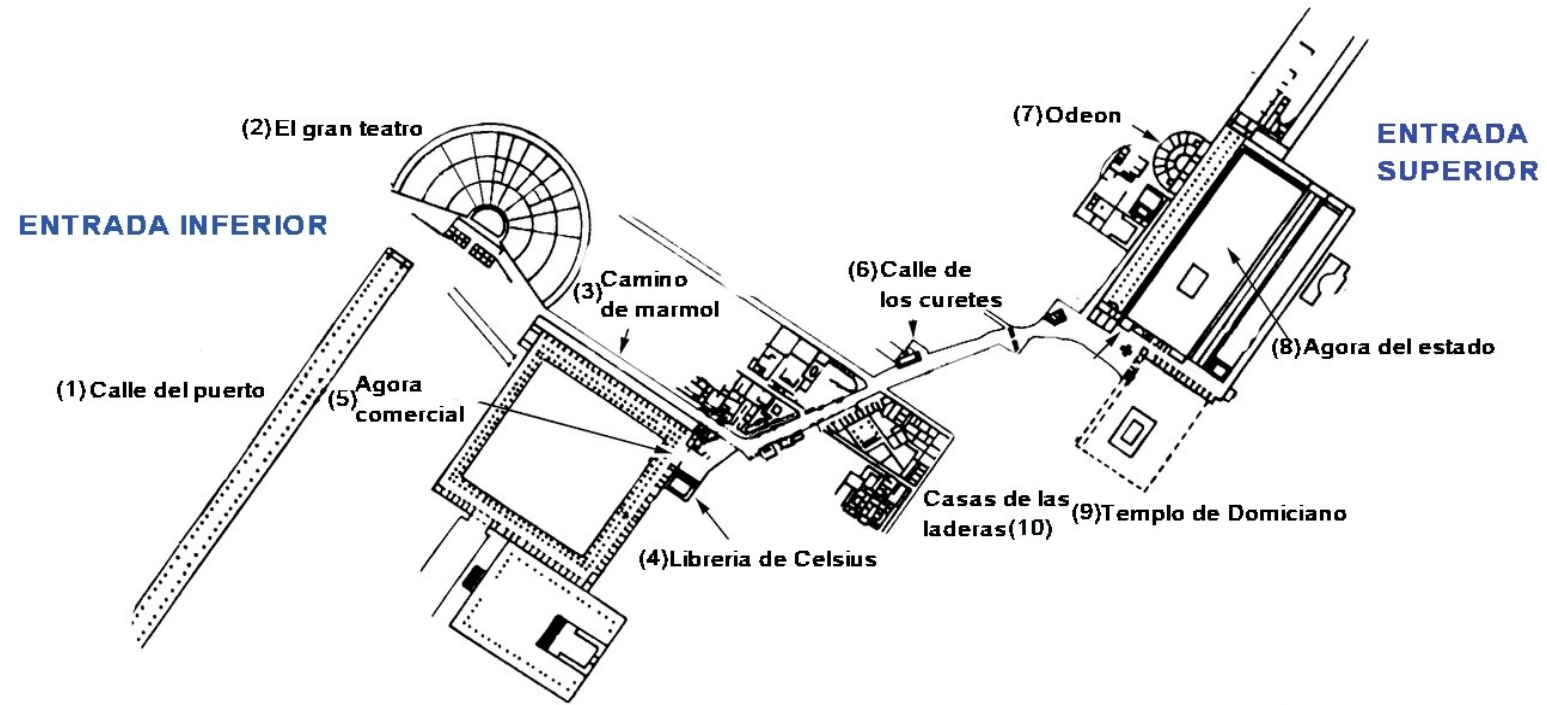 (2)El gran teatro
ENTRADA INFERIOR
(1)Calle del puerto
(3)Camino
de marmol
(5)Agora
comercial
(4)Libreria de Celsius
(6)Calle de
los curetes
(7)Odeon
ENTRADA
SUPERIOR
(8)Agora del estado
(9)Templo de Domiciano
Casas de las
laderas(10)